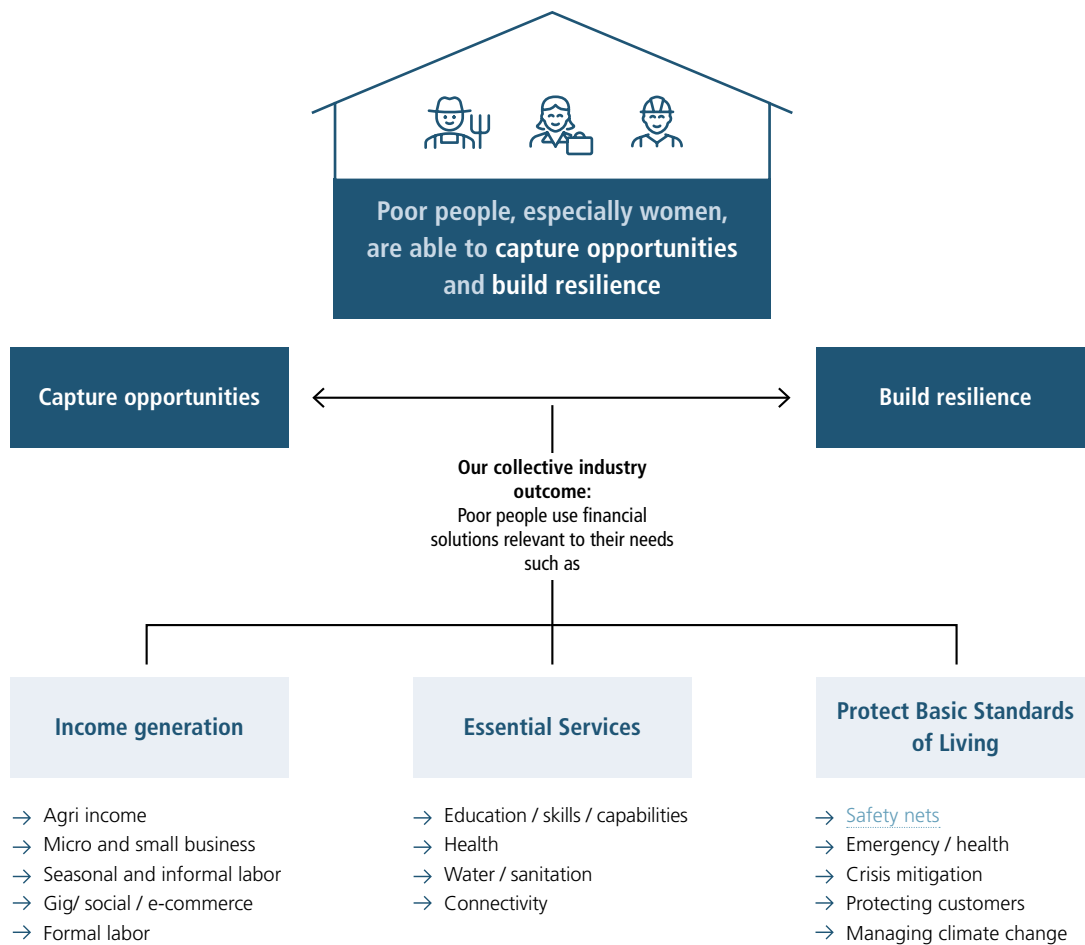 Poor people, especially women,
are able to capture opportunities
and build resilience
Capture opportunities
Build resilience
Our collective industry
outcome:
Poor people use financial
solutions relevant to their needs
such as
Income generation
→ Agri income
→ Micro and small business
→ Seasonal and informal labor
→ Gig/ social / e-commerce
→ Formal labor
Essential Services
→ Education / skills / capabilities
→ Health
→ Water / sanitation
→ Connectivity
Protect Basic Standards
of Living
→ Safety nets
→ Emergency / health
→ Crisis mitigation
→ Protecting customers
→ Managing climate change